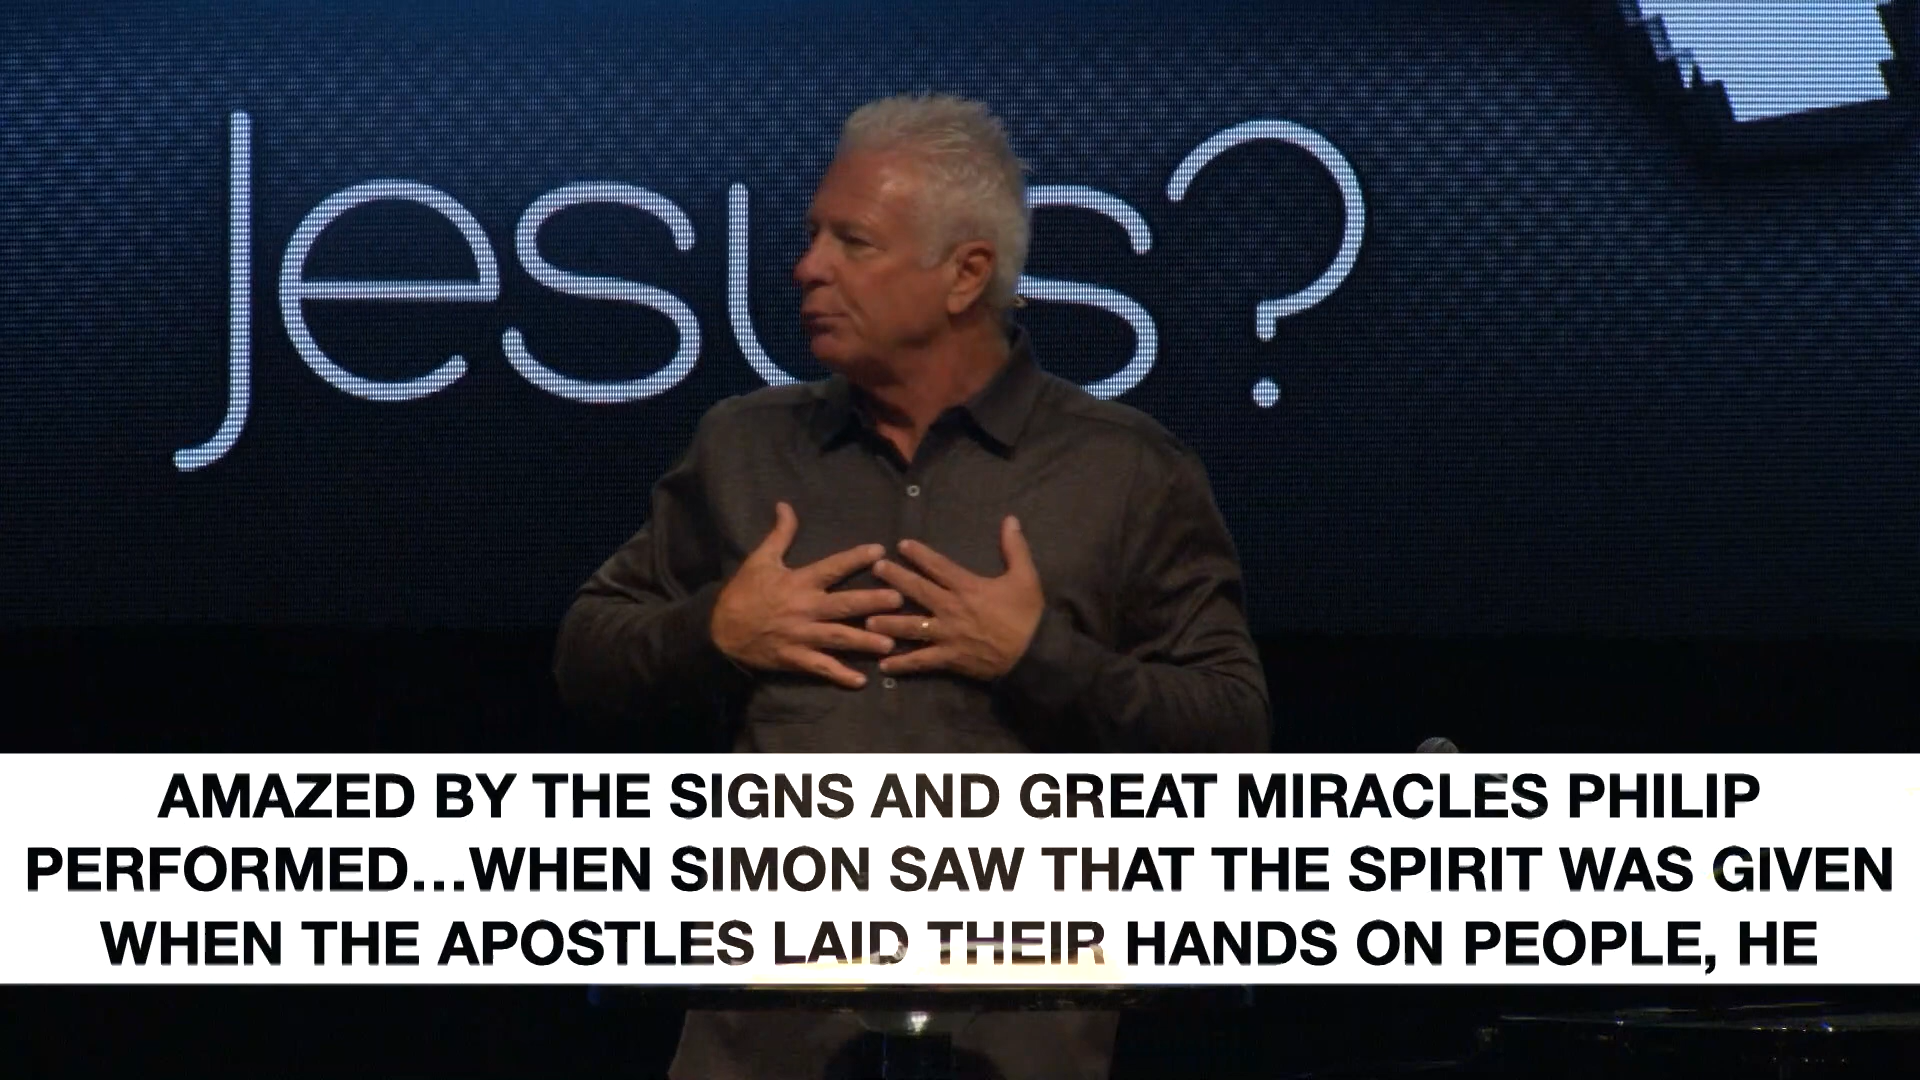 Jesus?
AMAZED BY THE SIGNS AND GREAT MIRACLES PHILIP
PERFORMED...WHEN SIMON SAW THAT THE SPIRIT WAS GIVEN
WHEN THE APOSTLES LAID THEIR HANDS ON PEOPLE, HE